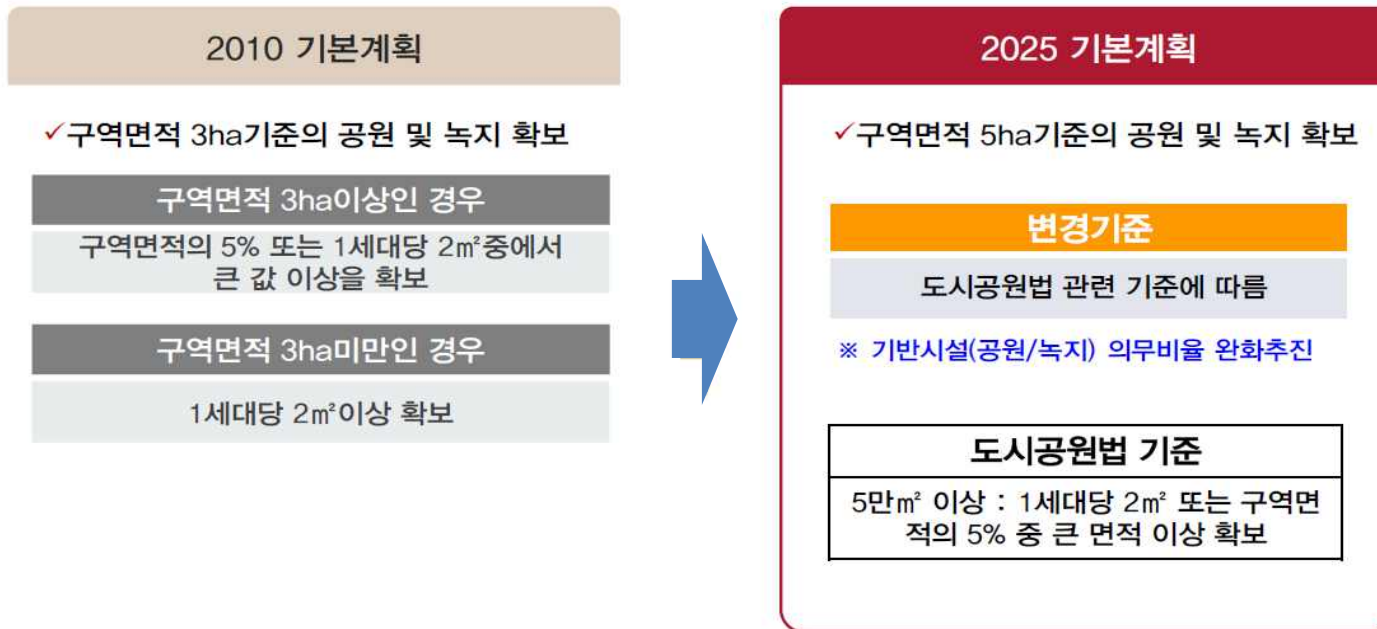 2010 기본계획
✓구역면적 3ha기준의 공원 및 녹지 확보
구역면적 3ha이상인 경우
구역면적의 5% 또는 1세대당 2㎡중에서
큰 값 이상을 확보
구역면적 3ha미만인 경우
1세대당 2㎡이상 확보
2025 기본계획
✓구역면적 5ha기준의 공원 및 녹지 확보
변경기준
도시공원법 관련 기준에 따름
※ 기반시설(공원/녹지) 의무비율 완화추진
도시공원법 기준
5만㎡ 이상 : 1세대당 2㎡ 또는 구역면
적의 5% 중 큰 면적 이상 확보